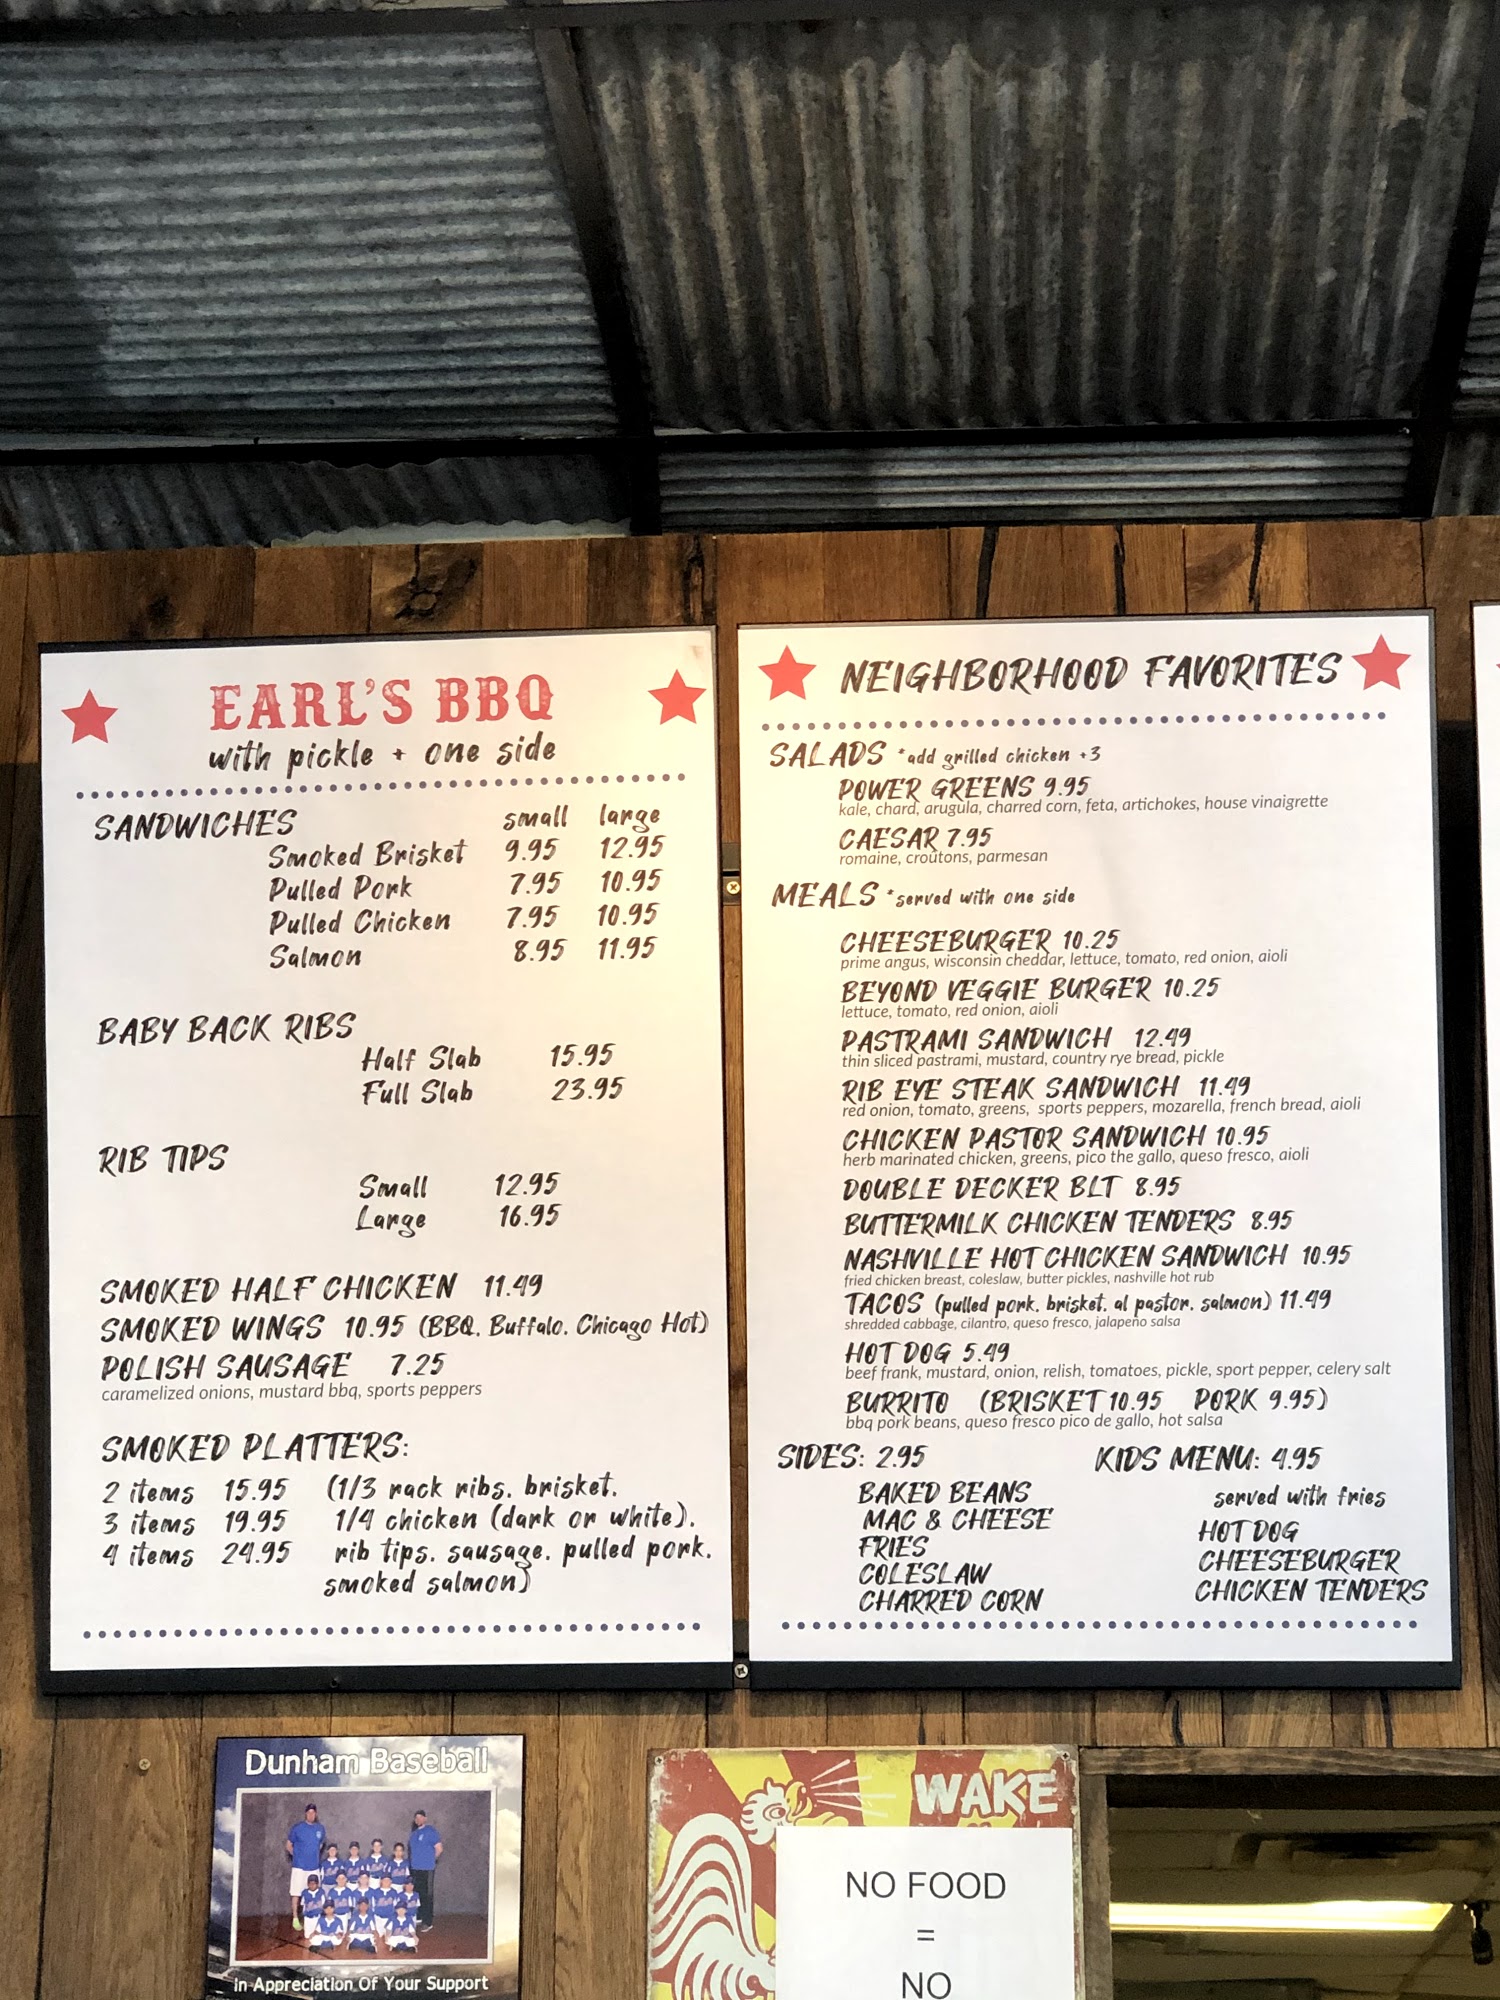 EARL'S BBQ
with pickle + one side
SANDWICHES small large
Smoked Brisket 9.95 12.95
Pulled Pork 7.95 10.95
Pulled Chicken 7.95 10.95
Salmon 8.95 11.95
BABY BACK RIBS
Half Slab 15.95
Full Slab 23.95
RIB TIPS
Small 12.95
Large 16.95
SMOKED HALF CHICKEN 11.49
SMOKED WINGS 10.95 (BBQ, Buffalo, Chicago Hot)
POLISH SAUSAGE 7.25
caramelized onions, mustard bbq, sports peppers
SMOKED PLATTERS:
2 items 15.95 (1/3 rack ribs, brisket,
3 items 19.95 1/4 chicken (dark or white),
4 items 24.95 rib tips, sausage, pulled pork,
smoked salmon)
NEIGHBORHOOD FAVORITES
SALADS *add grilled chicken +3
POWER GREENS 9.95
kale, chard, arugula, charred corn, feta, artichokes, house vinaigrette
CAESAR 7.95
romaine, croutons, parmesan
MEALS *served with one side
CHEESEBURGER 10.25
prime angus, wisconsin cheddar, lettuce, tomato, red onion, aioli
BEYOND VEGGIE BURGER 10.25
lettuce, tomato, red onion, aioli
PASTRAMI SANDWICH 12.49
thin sliced pastrami, mustard, country rye bread, pickle
RIB EYE STEAK SANDWICH 11.49
red onion, tomato, greens, sports peppers, mozarella, french bread, aioli
CHICKEN PASTOR SANDWICH 10.95
herb marinated chicken, greens, pico the gallo, queso fresco, aioli
DOUBLE DECKER BLT 8.95
BUTTERMILK CHICKEN TENDERS 8.95
NASHVILLE HOT CHICKEN SANDWICH 10.95
fried chicken breast, coleslaw, butter pickles, nashville hot rub
TACOS (pulled pork, brisket, al pastor, salmon) 11.49
shredded cabbage, cilantro, queso fresco, jalapeno salsa
HOT DOG 5.49
beef frank, mustard, onion, relish, tomatoes, pickle, sport pepper, celery salt
BURRITO (BRISKET 10.95 PORK 9.95)
bbq pork beans, queso fresco pico de gallo, hot salsa
SIDES: 2.95
BAKED BEANS
MAC & CHEESE
FRIES
COLESLAW
CHARRED CORN
KIDS MENU: 4.95
served with fries
HOT DOG
CHEESEBURGER
CHICKEN TENDERS
Dunham Baseball
In Appreciation Of Your Support
WAKE
NO FOOD
=
NO